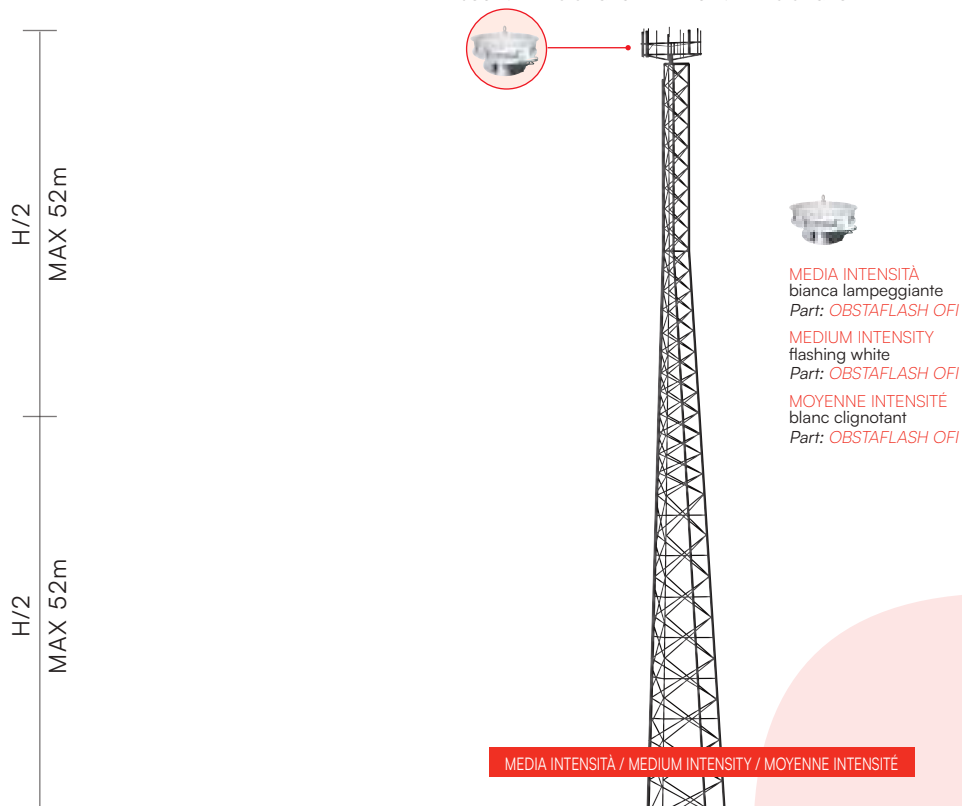 H/2
MAX 52m
H/2
MAX 52m
MEDIA INTENSITÀ
bianca lampeggiante
Part: OBSTAFLASH OFI
MEDIUM INTENSITY
flashing white
Part: OBSTAFLASH OFI
MOYENNE INTENSITÉ
blanc clignotant
Part: OBSTAFLASH OFI
MEDIA INTENSITÀ / MEDIUM INTENSITY / MOYENNE INTENSITÉ